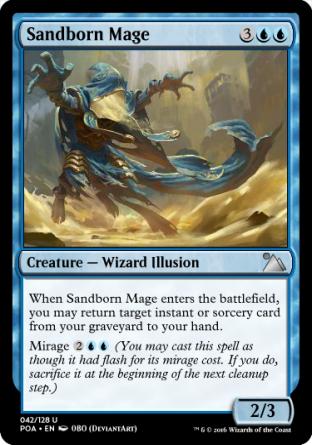 Sandborn Mage 3
Creature — Wizard Illusion
When Sandborn Mage enters the battlefield,
you may return target instant or sorcery card
from your graveyard to your hand.
Mirage 2 (You may cast this spell as
though it had flash for its mirage cost. If you do,
sacrifice it at the beginning of the next cleanup
step.)
2/3
042/128 U
POA • EN OBO (DeviantArt)
™ & © 2016 Wizards of the Coast